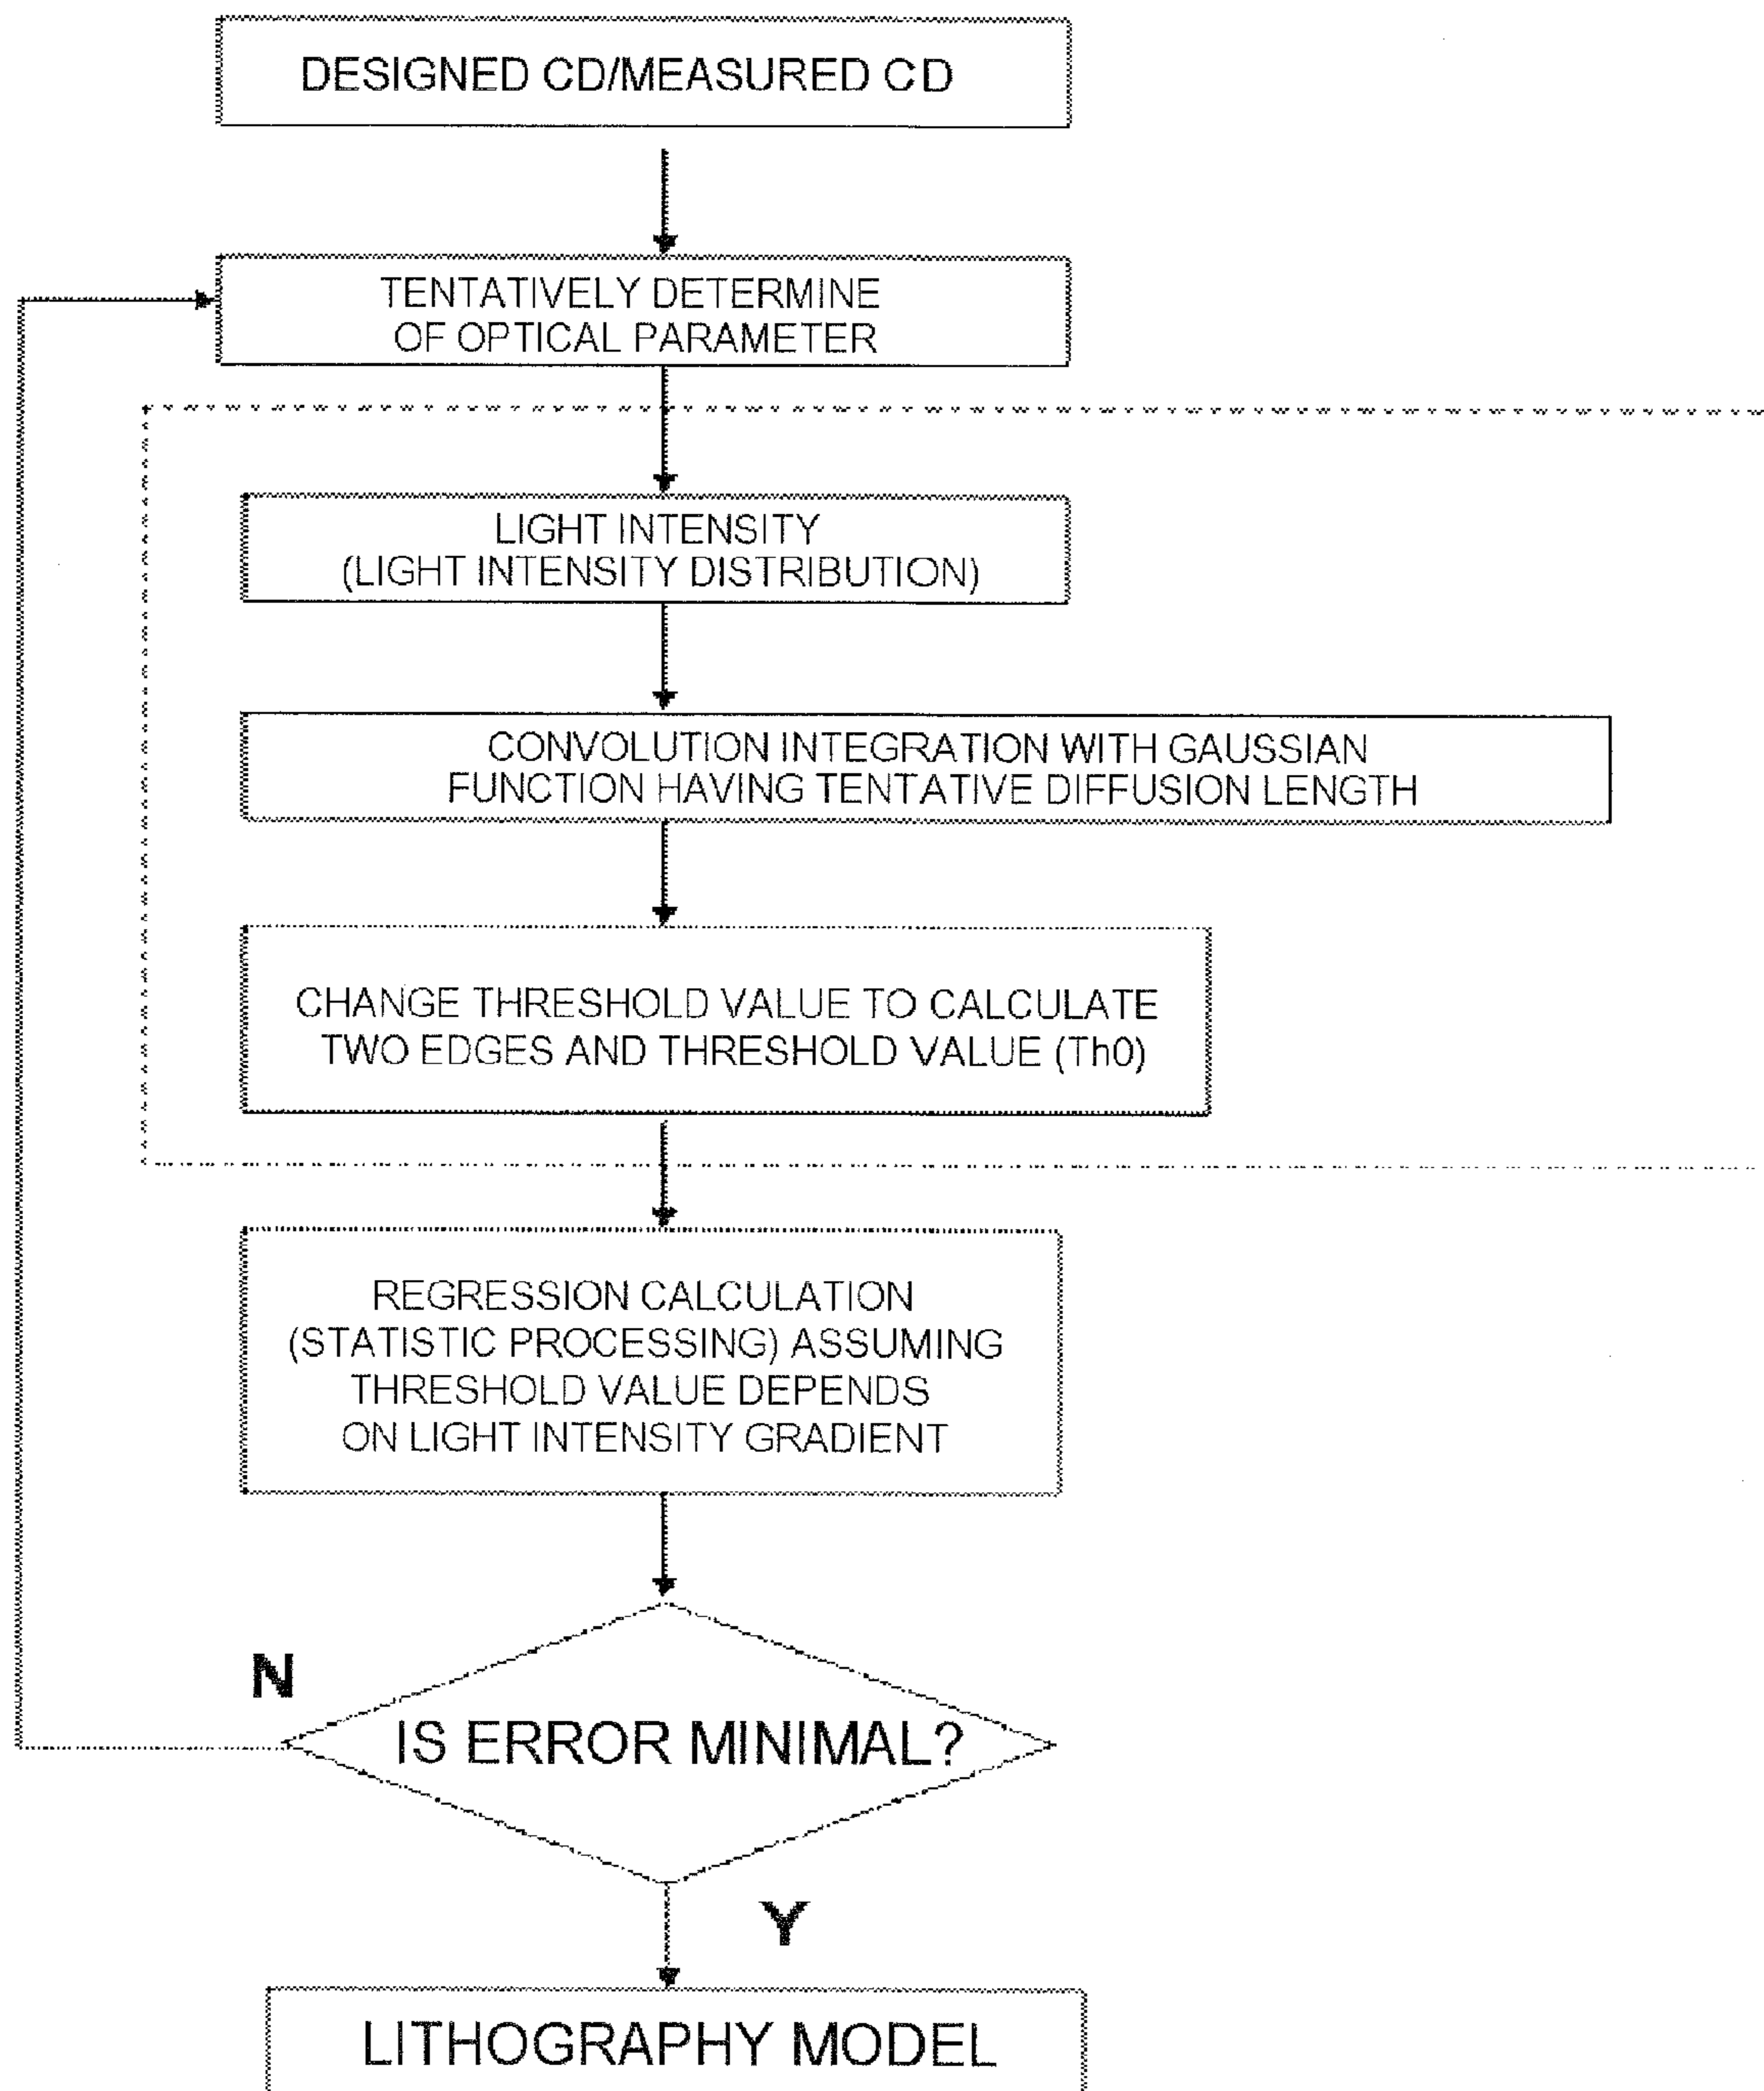 DESIGNED CD/MEASURED CD
TENTATIVELY DETERMINE
OF OPTICAL PARAMETER
LIGHT INTENSITY
(LIGHT INTENSITY DISTRIBUTION)
CONVOLUTION INTEGRATION WITH GAUSSIAN
FUNCTION HAVING TENTATIVE DIFFUSION LENGTH
CHANGE THRESHOLD VALUE TO CALCULATE
TWO EDGES AND THRESHOLD VALUE (Th0)
REGRESSION CALCULATION
(STATISTIC PROCESSING) ASSUMING
THRESHOLD VALUE DEPENDS
ON LIGHT INTENSITY GRADIENT
N
IS ERROR MINIMAL?
Y
LITHOGRAPHY MODEL